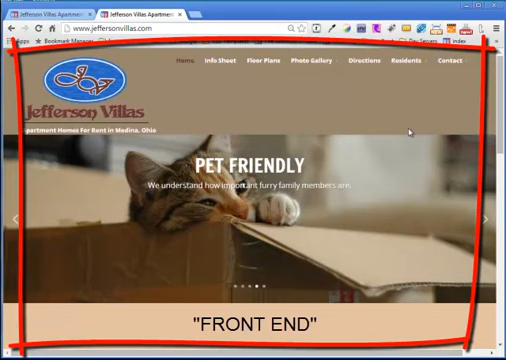 Jefferson Villas Apartmen
Jefferson Villas Apartmen
www.jeffersonvillas.com
Apps
Bookmark Manager
index
Home
Info Sheet
Floor Plans
Photo Gallery
Directions
Residents
Contact
Jefferson Villas
Apartment Homes For Rent in Medina, Ohio
PET FRIENDLY
We understand how important furry family members are.
"FRONT END"